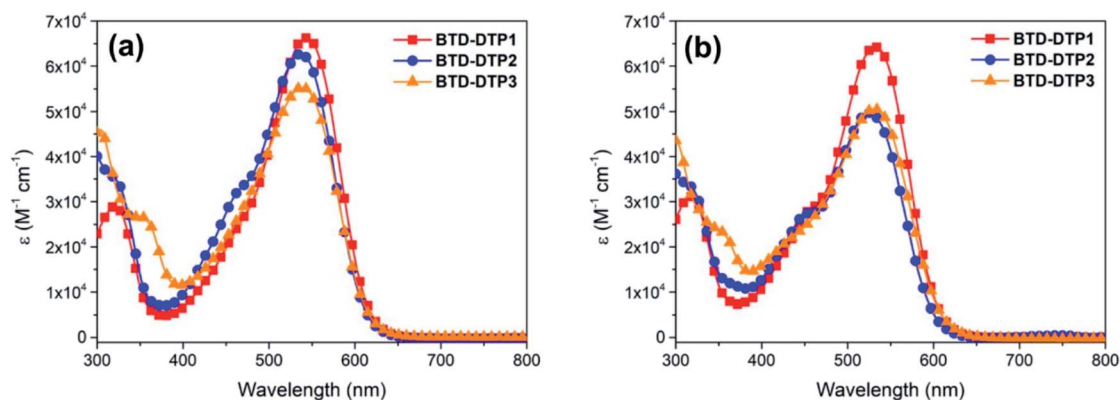 (a)
BTD-DTP1
BTD-DTP2
BTD-DTP3
7x10⁴
6x10⁴
5x10⁴
4x10⁴
3x10⁴
2x10⁴
1x10⁴
0
ε (M⁻¹ cm⁻¹)
300 400 500 600 700 800
Wavelength (nm)
(b)
BTD-DTP1
BTD-DTP2
BTD-DTP3
7x10⁴
6x10⁴
5x10⁴
4x10⁴
3x10⁴
2x10⁴
1x10⁴
0
ε (M⁻¹ cm⁻¹)
300 400 500 600 700 800
Wavelength (nm)